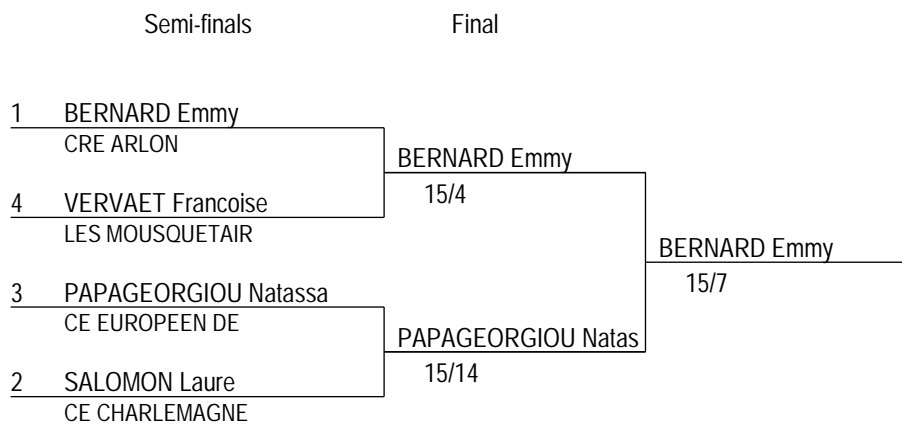 Semi-finals Final
1 BERNARD Emmy
CRE ARLON
BERNARD Emmy
15/4
4 VERVAET Francoise
LES MOUSQUETAIR
BERNARD Emmy
15/7
3 PAPAGEORGIOU Natassa
CE EUROPEEN DE
PAPAGEORGIOU Natas
15/14
2 SALOMON Laure
CE CHARLEMAGNE